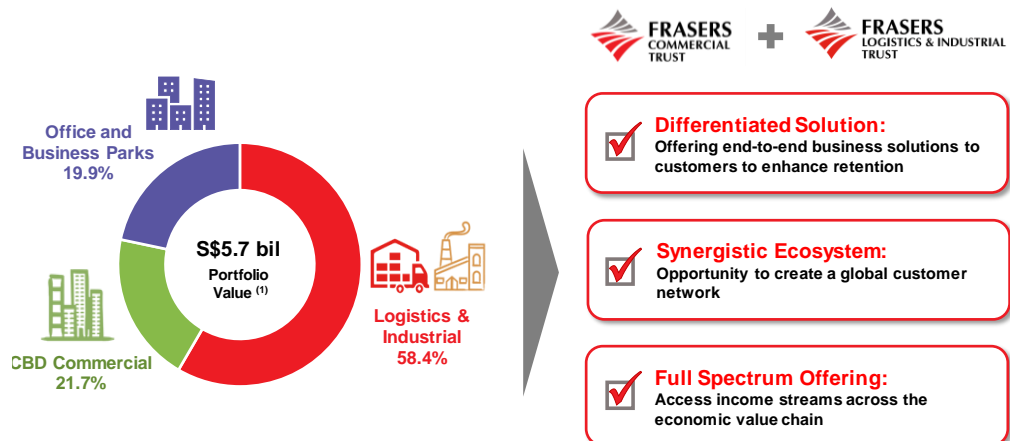 FRASERS
COMMERCIAL
TRUST
FRASERS
LOGISTICS & INDUSTRIAL
TRUST
Office and
Business Parks
19.9%
S$5.7 bil
Portfolio
Value (1)
Logistics &
Industrial
58.4%
CBD Commercial
21.7%
Differentiated Solution:
Offering end-to-end business solutions to
customers to enhance retention
Synergistic Ecosystem:
Opportunity to create a global customer
network
Full Spectrum Offering:
Access income streams across the
economic value chain